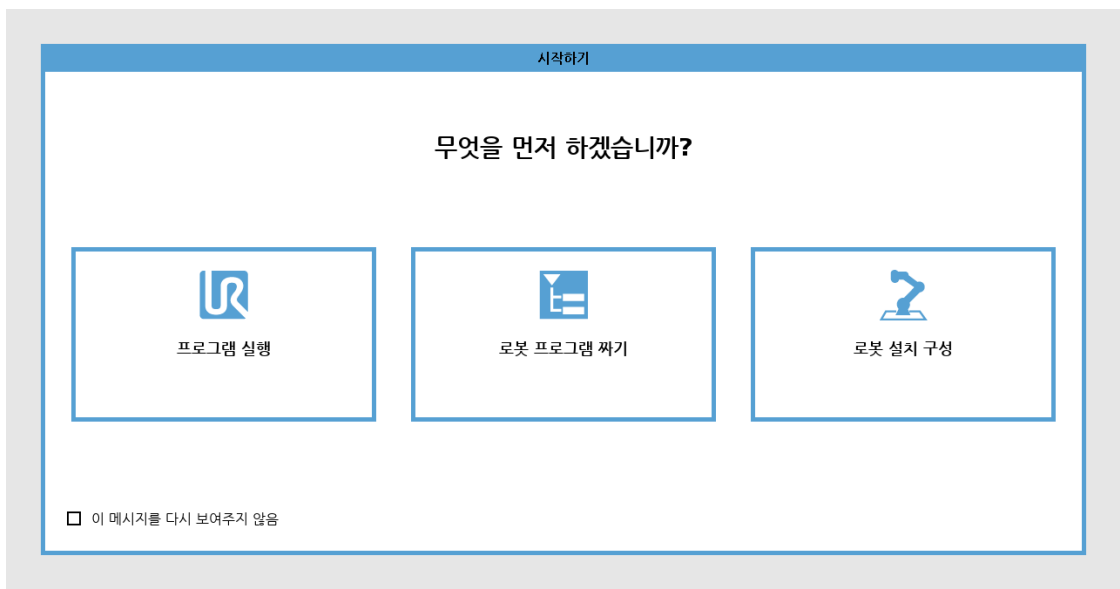 시작하기
무엇을 먼저 하겠습니까?
UR
프로그램 실행
로봇 프로그램 짜기
로봇 설치 구성
이 메시지를 다시 보여주지 않음